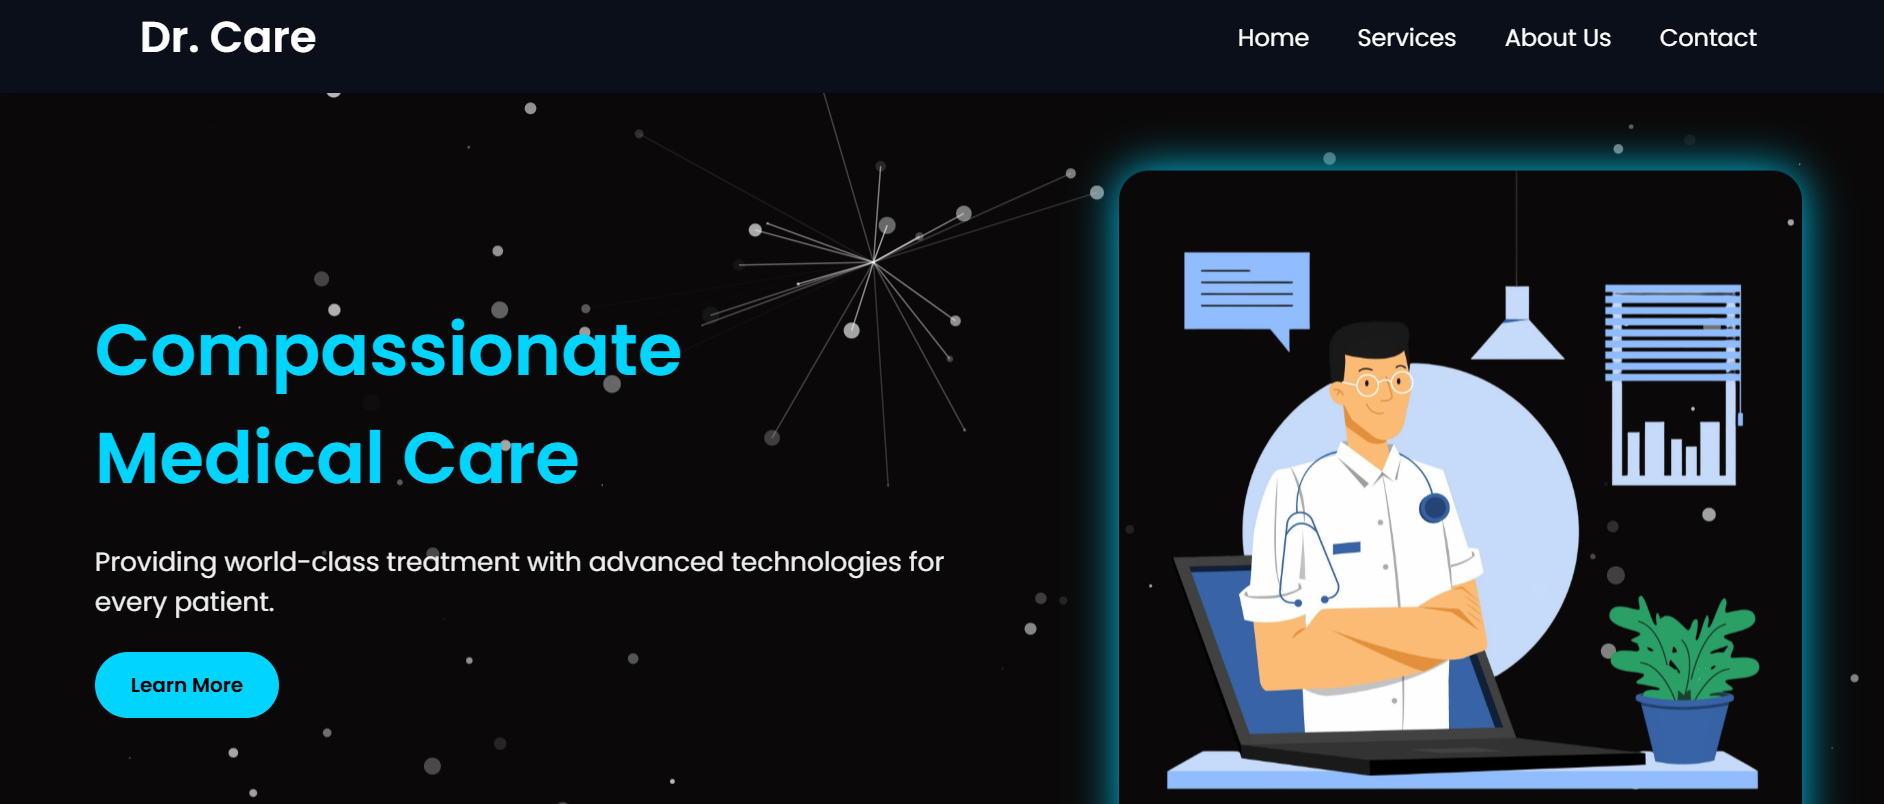 Dr. Care
Home Services About Us Contact
Compassionate
Medical Care
Providing world-class treatment with advanced technologies for
every patient.
Learn More